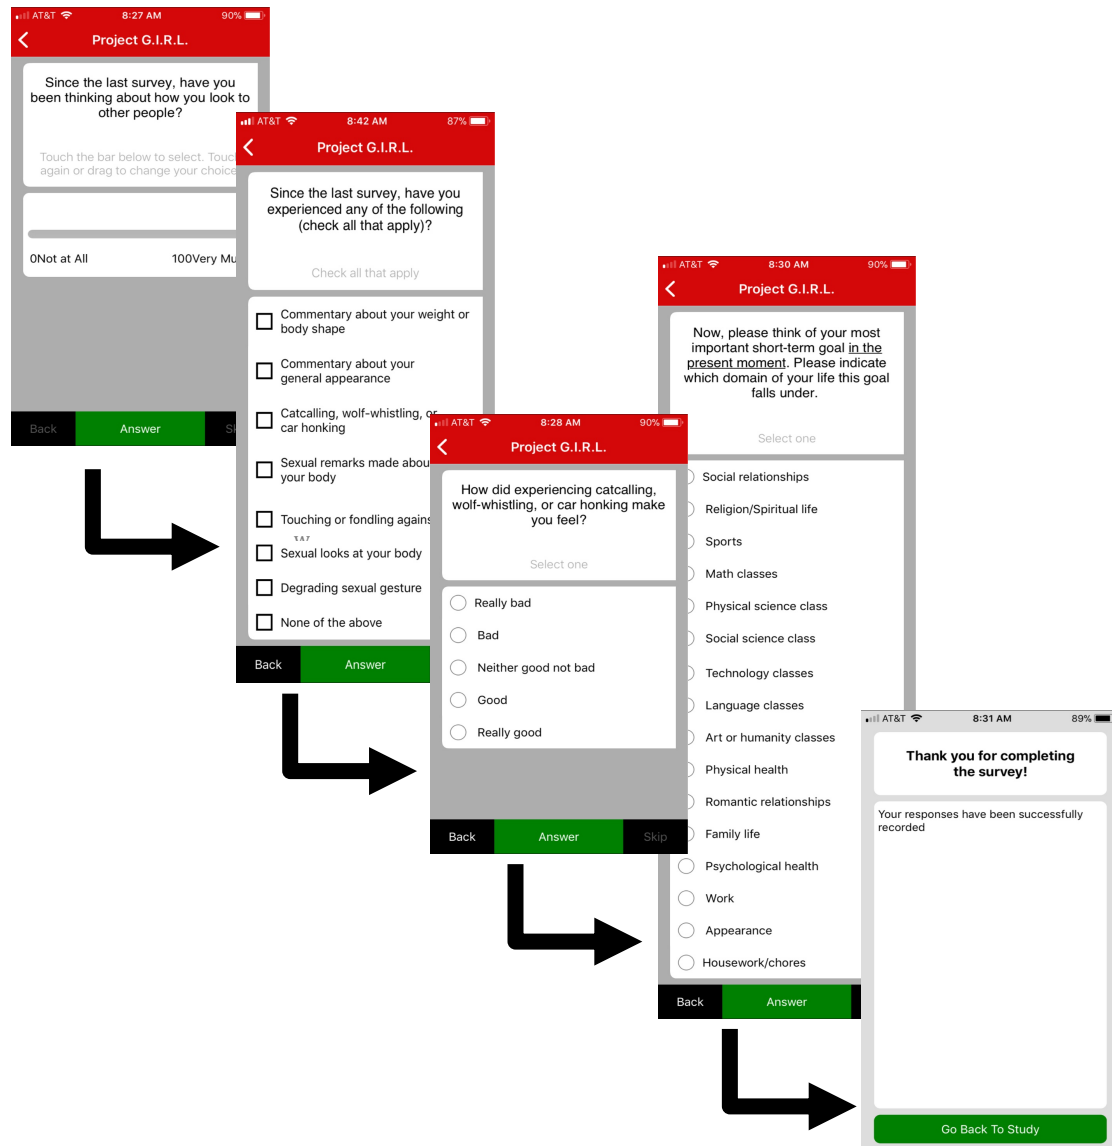 AT&T 8:27 AM 90%
Project G.I.R.L.
Since the last survey, have you
been thinking about how you look to
other people?
Touch the bar below to select. Touc
again or drag to change your choice
0Not at All 100Very Mu
Back Answer Sk
AT&T 8:42 AM 87%
Project G.I.R.L.
Since the last survey, have you
experienced any of the following
(check all that apply)?
Check all that apply
Commentary about your weight or
body shape
Commentary about your
general appearance
Catcalling, wolf-whistling, or
car honking
Sexual remarks made abou
your body
Touching or fondling agains
Sexual looks at your body
Degrading sexual gesture
None of the above
Back Answer
AT&T 8:28 AM 90%
Project G.I.R.L.
How did experiencing catcalling,
wolf-whistling, or car honking make
you feel?
Select one
Really bad
Bad
Neither good not bad
Good
Really good
Back Answer Skip
AT&T 8:30 AM 90%
Project G.I.R.L.
Now, please think of your most
important short-term goal in the
present moment. Please indicate
which domain of your life this goal
falls under.
Select one
Social relationships
Religion/Spiritual life
Sports
Math classes
Physical science class
Social science class
Technology classes
Language classes
Art or humanity classes
Physical health
Romantic relationships
Family life
Psychological health
Work
Appearance
Housework/chores
Back Answer
AT&T 8:31 AM 89%
Thank you for completing
the survey!
Your responses have been successfully
recorded
Go Back To Study